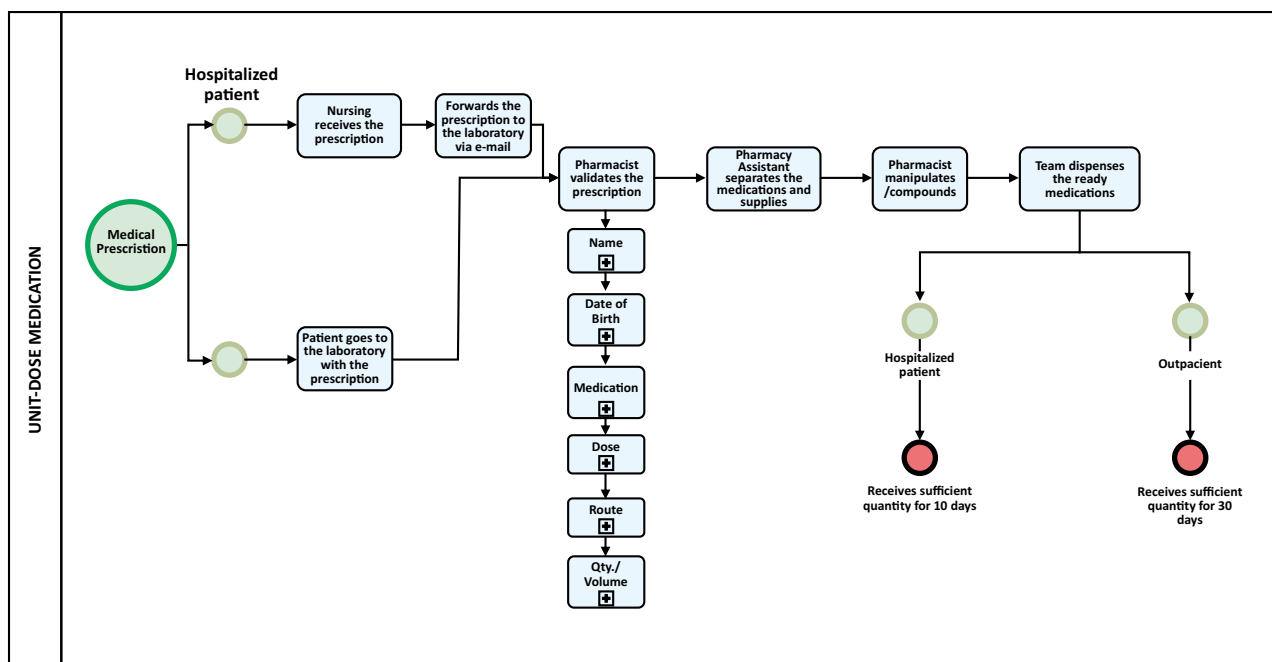 UNIT-DOSE MEDICATION
Medical
Prescristion
Hospitalized
patient
Nursing
receives the
prescription
Forwards the
prescription to
the laboratory
via e-mail
Patient goes to
the laboratory
with the
prescription
Pharmacist
validates the
prescription
Name
Date of
Birth
Medication
Dose
Route
Qty./
Volume
Pharmacy
Assistant
separates the
medications and
supplies
Pharmacist
manipulates
/compounds
Team dispenses
the ready
medications
Hospitalized
patient
Receives sufficient
quantity for 10 days
Outpacient
Receives sufficient
quantity for 30
days